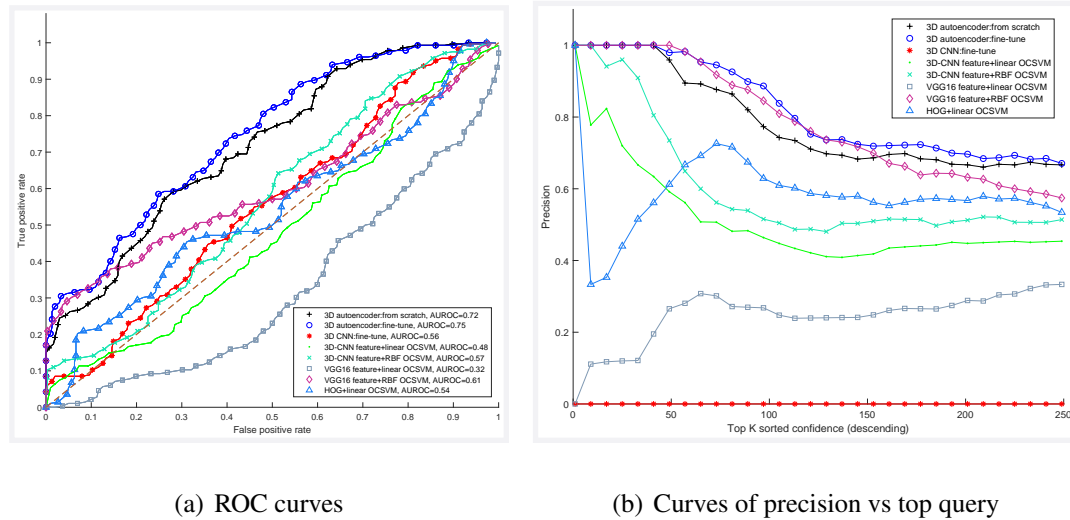 1
0.9
0.8
0.7
0.6
0.5
0.4
0.3
0.2
0.1
0
True positive rate
0 0.1 0.2 0.3 0.4 0.5 0.6 0.7 0.8 0.9 1
False positive rate
3D autoencoder:from scratch, AUROC=0.72
3D autoencoder:fine-tune, AUROC=0.75
3D CNN:fine-tune, AUROC=0.56
3D-CNN feature+linear OCSVM, AUROC=0.48
3D-CNN feature+RBF OCSVM, AUROC=0.57
VGG16 feature+linear OCSVM, AUROC=0.32
VGG16 feature+RBF OCSVM, AUROC=0.61
HOG+linear OCSVM, AUROC=0.54
(a) ROC curves
1
0.8
0.6
0.4
0.2
0
Precision
0 50 100 150 200 250
Top K sorted confidence (descending)
3D autoencoder:from scratch
3D autoencoder:fine-tune
3D CNN:fine-tune
3D-CNN feature+linear OCSVM
3D-CNN feature+RBF OCSVM
VGG16 feature+linear OCSVM
VGG16 feature+RBF OCSVM
HOG+linear OCSVM
(b) Curves of precision vs top query